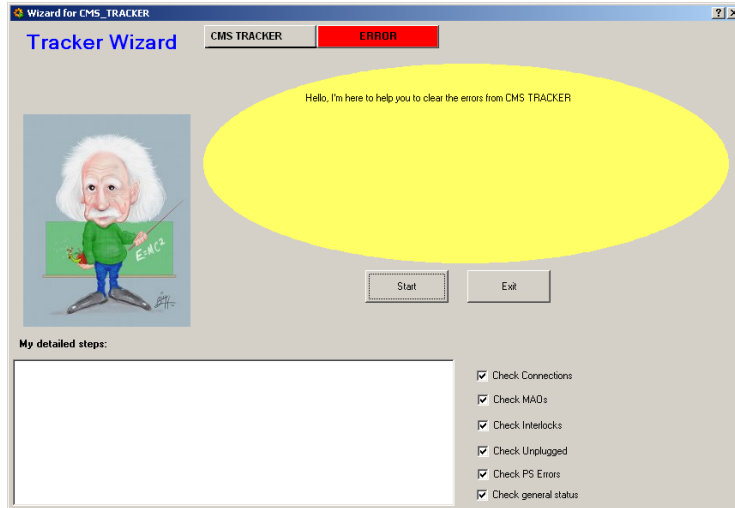 Wizard for CMS_TRACKER
Tracker Wizard
CMS TRACKER
ERROR
Hello, I'm here to help you to clear the errors from CMS TRACKER
E=MC²
Start
Exit
My detailed steps:
Check Connections
Check MAOs
Check Interlocks
Check Unplugged
Check PS Errors
Check general status